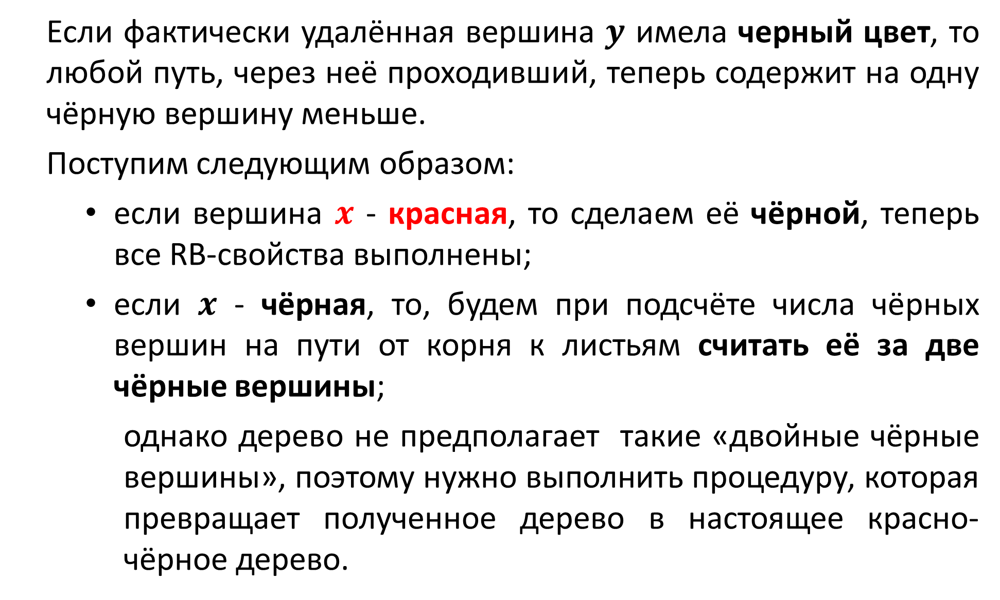 Если фактически удалённая вершина y имела черный цвет, то
любой путь, через неё проходивший, теперь содержит на одну
чёрную вершину меньше.
Поступим следующим образом:
• если вершина x - красная, то сделаем её чёрной, теперь
все RB-свойства выполнены;
• если x - чёрная, то, будем при подсчёте числа чёрных
вершин на пути от корня к листьям считать её за две
чёрные вершины;
однако дерево не предполагает такие «двойные чёрные
вершины», поэтому нужно выполнить процедуру, которая
превращает полученное дерево в настоящее красно-
чёрное дерево.